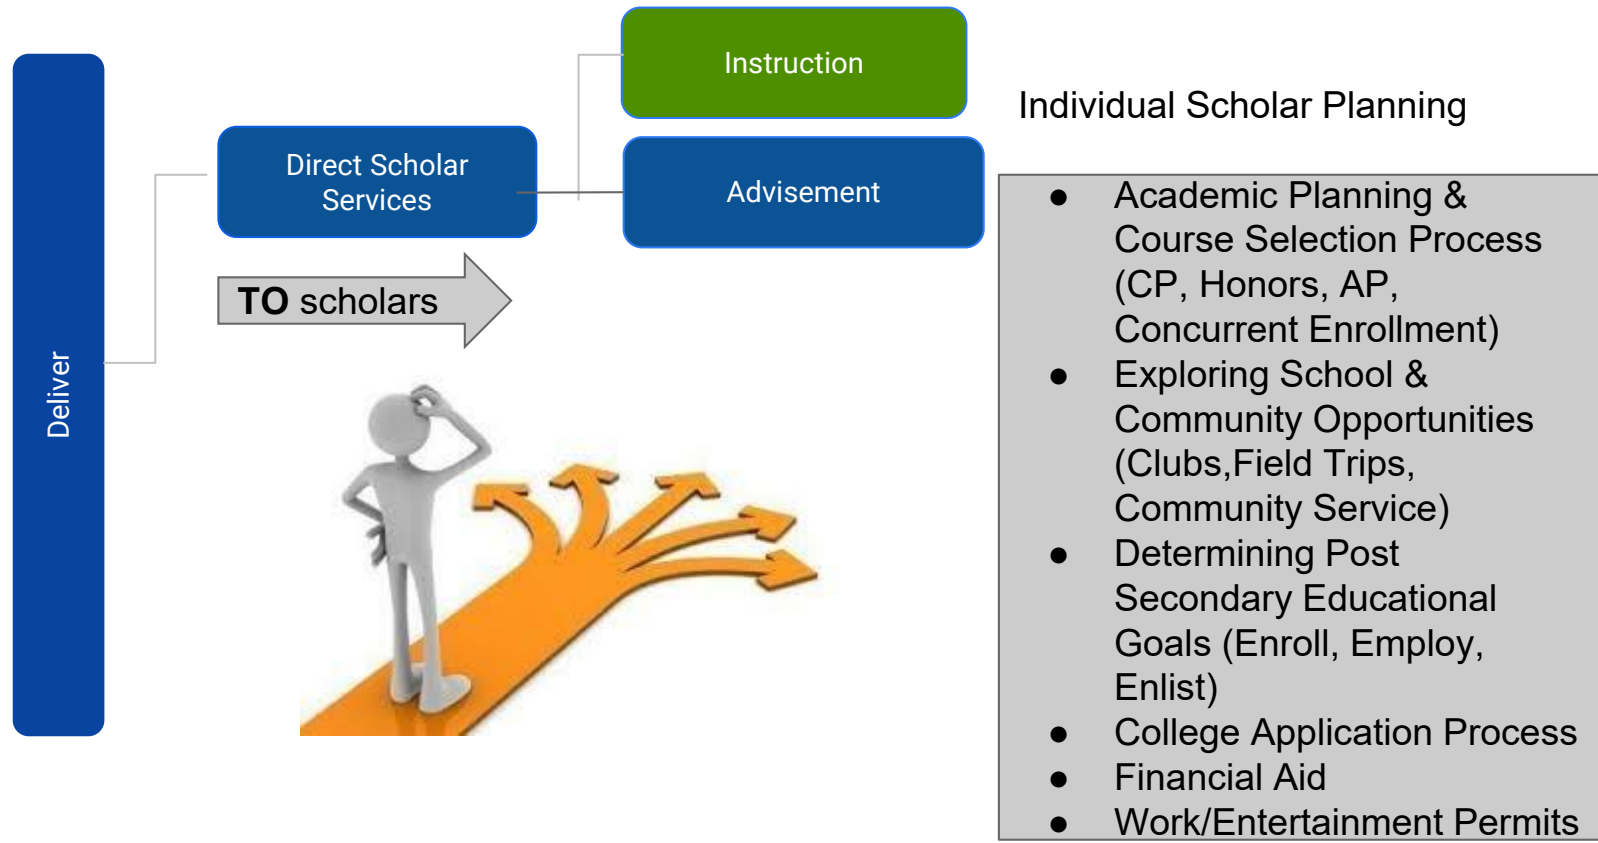 Deliver
Direct Scholar
Services
TO scholars
Instruction
Advisement
Individual Scholar Planning
● Academic Planning &
Course Selection Process
(CP, Honors, AP,
Concurrent Enrollment)
● Exploring School &
Community Opportunities
(Clubs,Field Trips,
Community Service)
● Determining Post
Secondary Educational
Goals (Enroll, Employ,
Enlist)
● College Application Process
● Financial Aid
● Work/Entertainment Permits